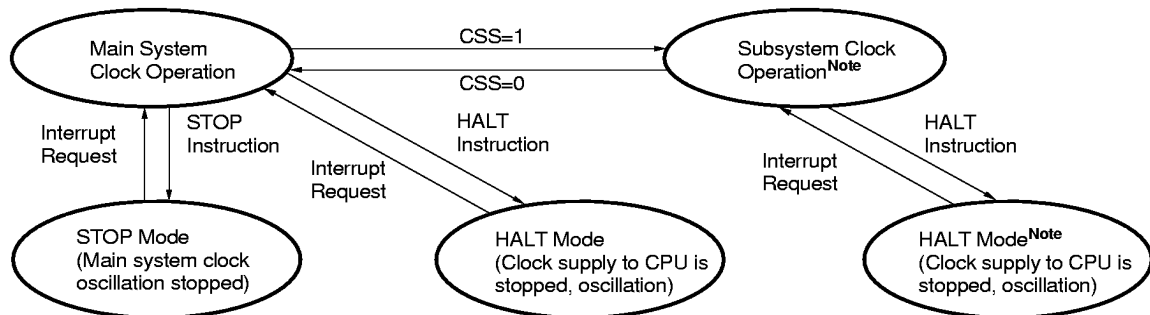 Main System
Clock Operation
CSS=1
CSS=0
Subsystem Clock
OperationNote
Interrupt
Request
STOP
Instruction
HALT
Instruction
Interrupt
Request
HALT
Instruction
Interrupt
Request
STOP Mode
(Main system clock
oscillation stopped)
HALT Mode
(Clock supply to CPU is
stopped, oscillation)
HALT ModeNote
(Clock supply to CPU is
stopped, oscillation)